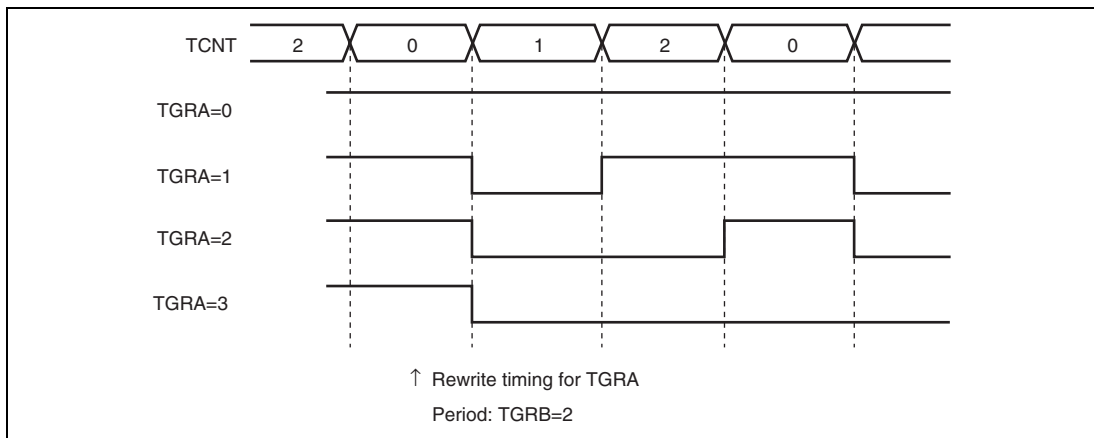 TCNT 2 0 1 2 0
TGRA=0
TGRA=1
TGRA=2
TGRA=3
↑ Rewrite timing for TGRA
Period: TGRB=2